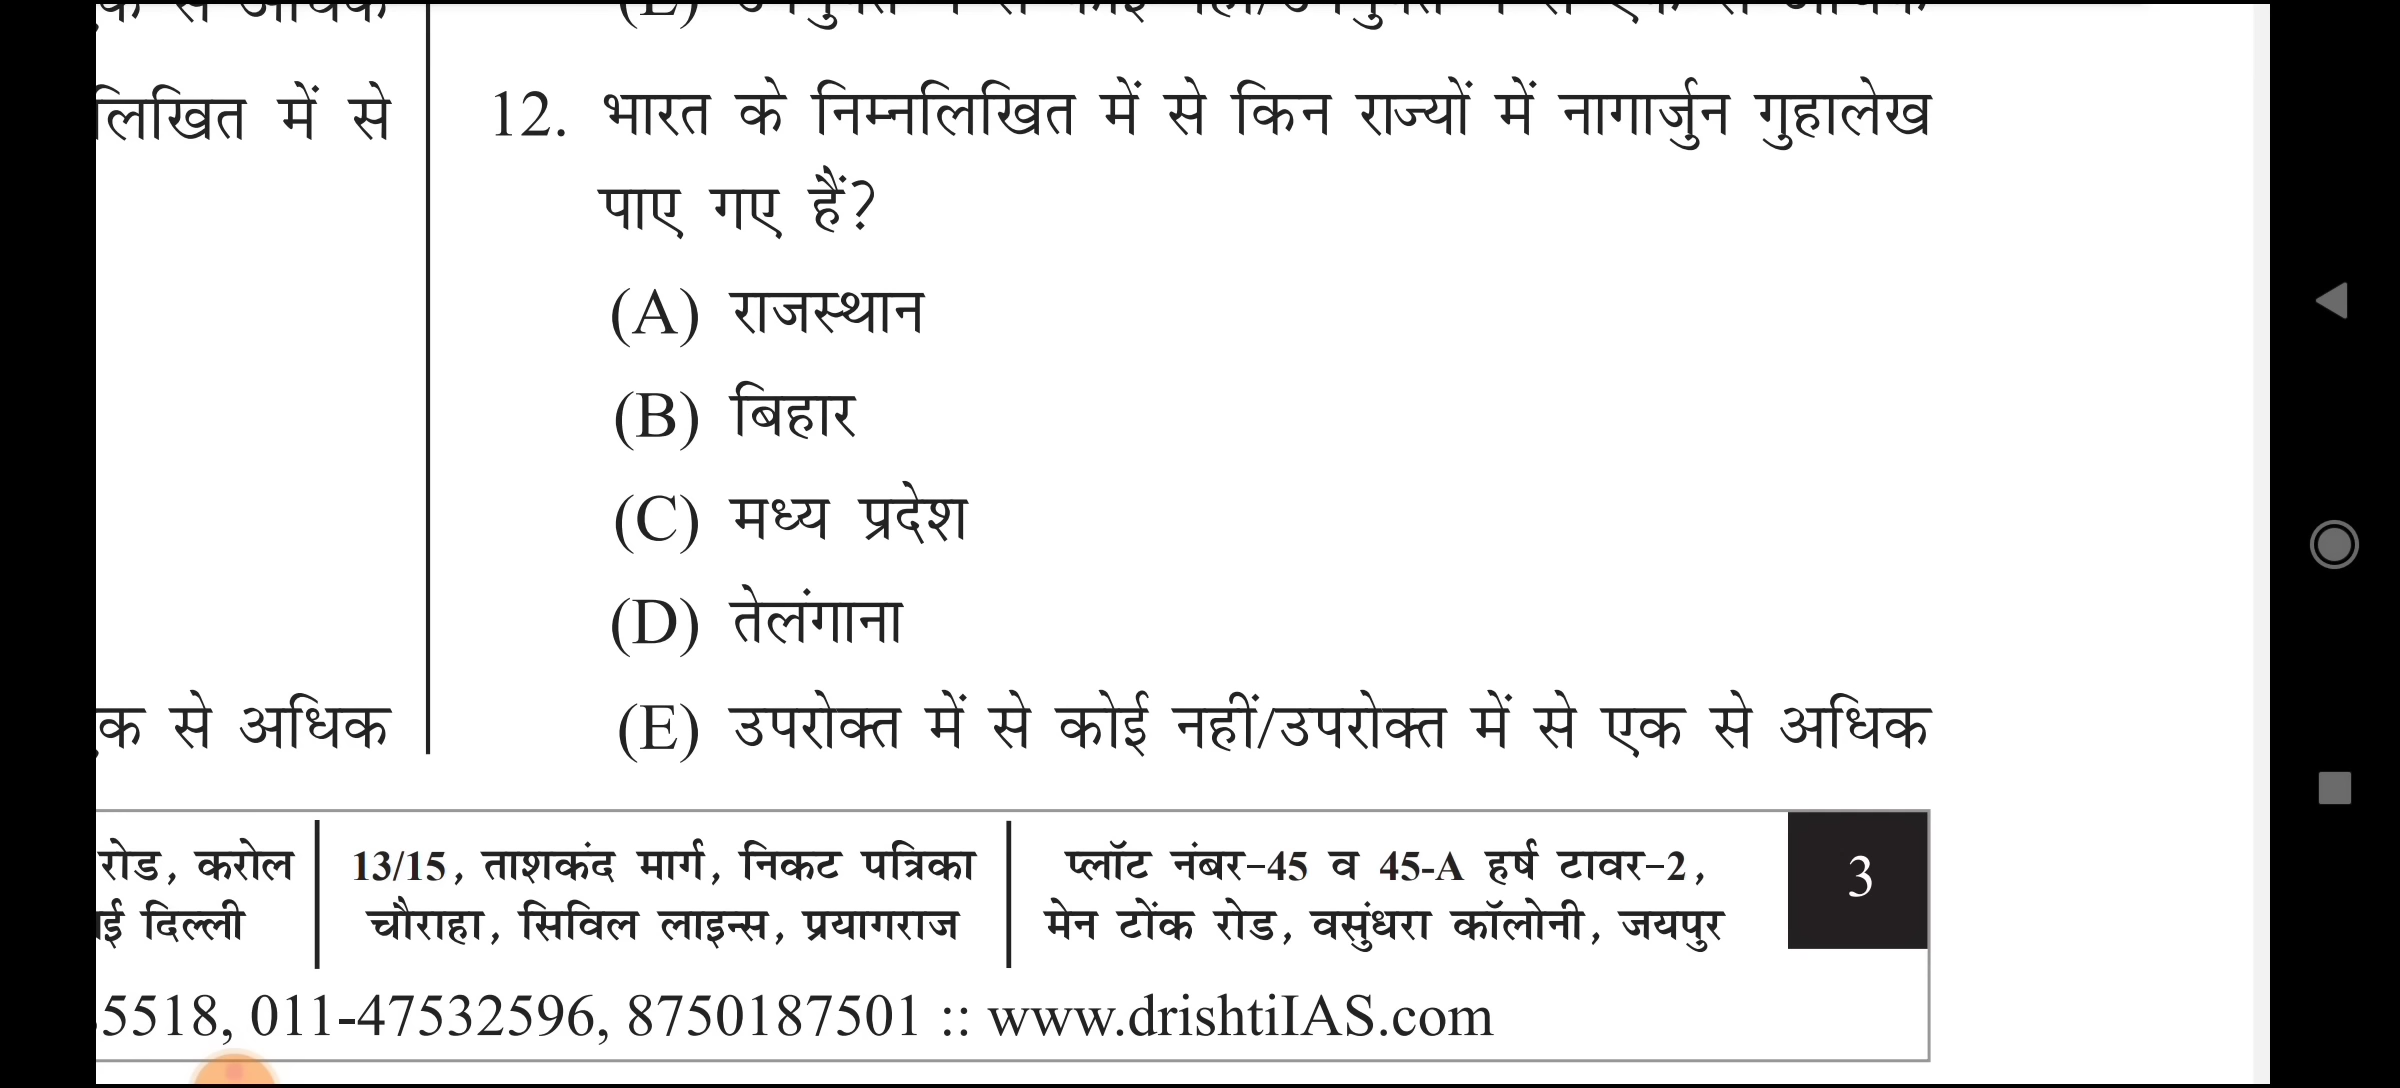 लिखित में से
क से अधिक
12. भारत के निम्नलिखित में से किन राज्यों में नागार्जुन गुहालेख
पाए गए हैं?
(A) राजस्थान
(B) बिहार
(C) मध्य प्रदेश
(D) तेलंगाना
(E) उपरोक्त में से कोई नहीं/उपरोक्त में से एक से अधिक
रोड, करोल
ई दिल्ली
13/15, ताशकंद मार्ग, निकट पत्रिका
चौराहा, सिविल लाइन्स, प्रयागराज
प्लॉट नंबर-45 व 45-A हर्ष टावर-2,
मेन टोंक रोड, वसुंधरा कॉलोनी, जयपुर
3
5518, 011-47532596, 8750187501 :: www.drishtiIAS.com